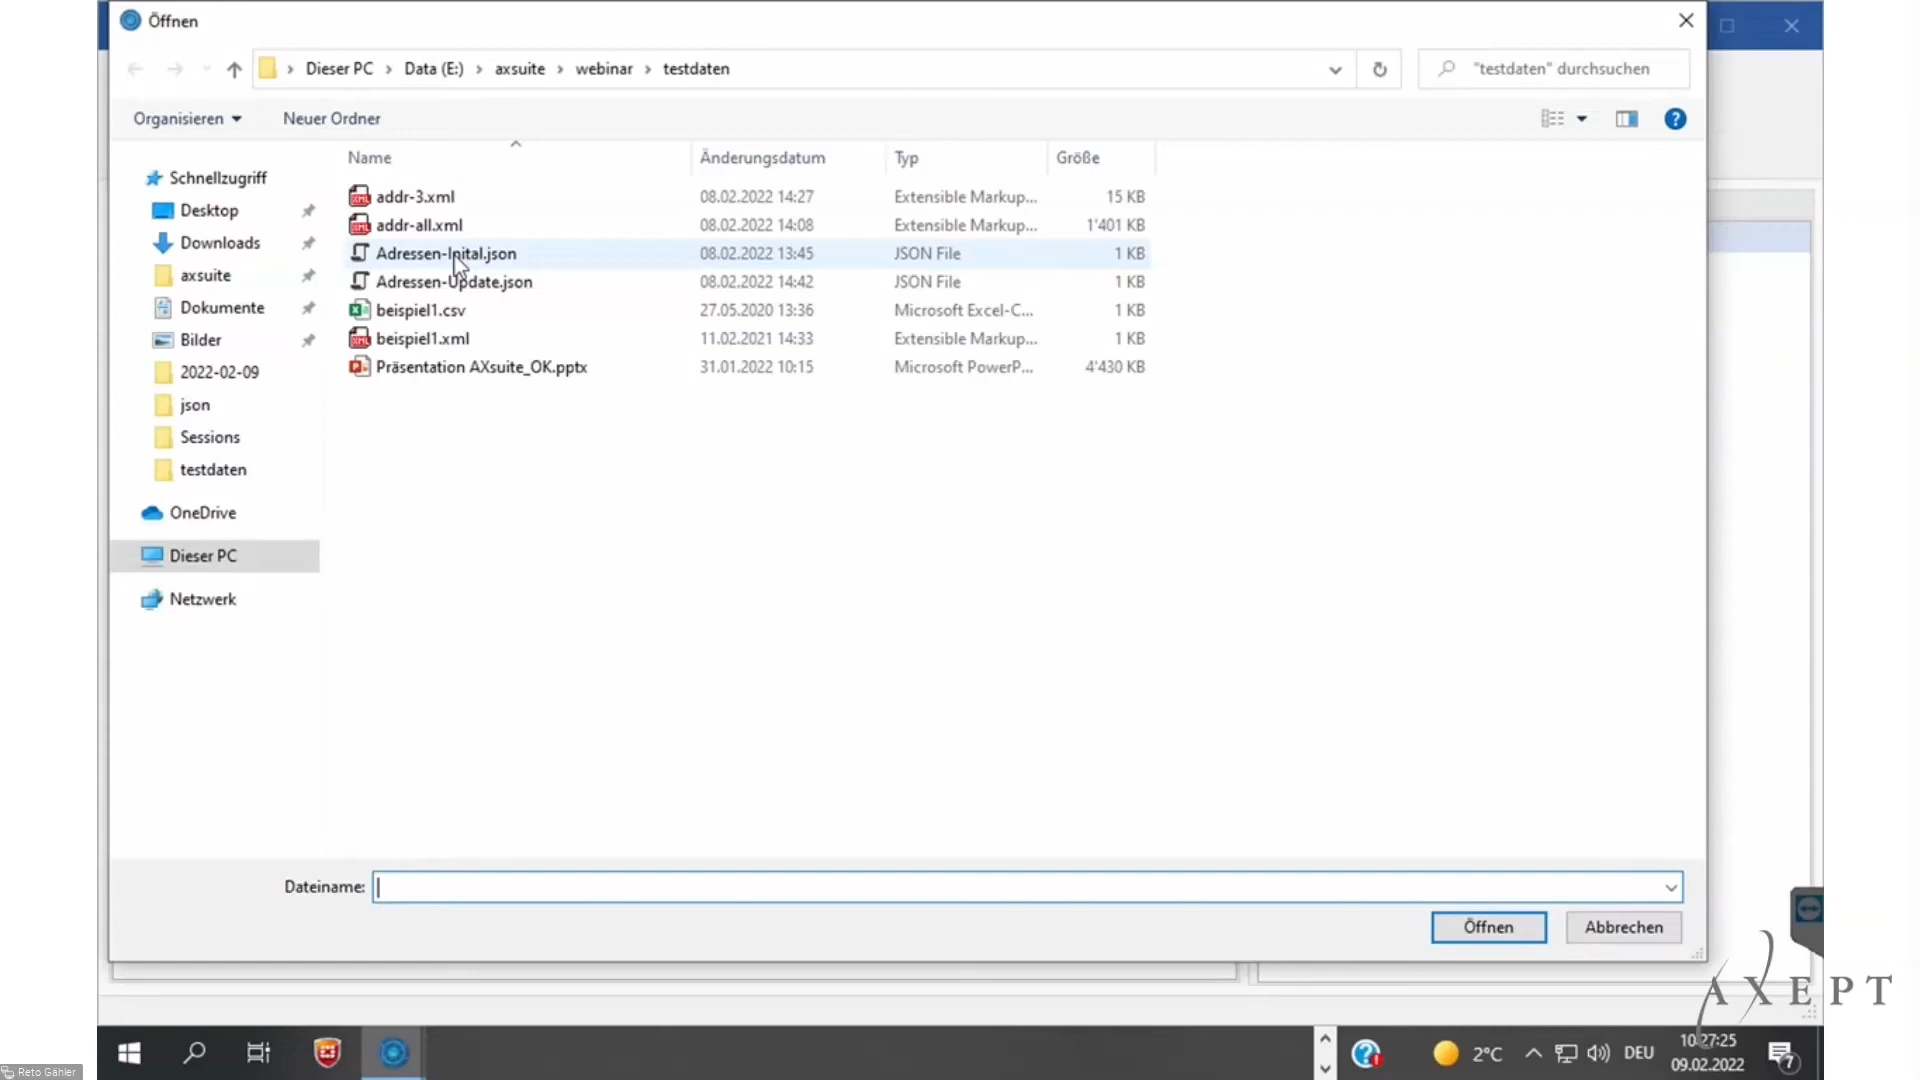 Öffnen
Dieser PC › Data (E:) › axsuite › webinar › testdaten
"testdaten" durchsuchen
Organisieren
Neuer Ordner
Name Änderungsdatum Typ Größe
Schnellzugriff
Desktop
Downloads
axsuite
Dokumente
Bilder
2022-02-09
json
Sessions
testdaten
OneDrive
Dieser PC
Netzwerk
addr-3.xml 08.02.2022 14:27 Extensible Markup... 15 KB
addr-all.xml 08.02.2022 14:08 Extensible Markup... 1'401 KB
Adressen-Inital.json 08.02.2022 13:45 JSON File 1 KB
Adressen-Update.json 08.02.2022 14:42 JSON File 1 KB
beispiel1.csv 27.05.2020 13:36 Microsoft Excel-C... 1 KB
beispiel1.xml 11.02.2021 14:33 Extensible Markup... 1 KB
Präsentation AXsuite_OK.pptx 31.01.2022 10:15 Microsoft PowerP... 4'430 KB
Dateiname:
Öffnen
Abbrechen
AXEPT
2°C
DEU
10:27:25
09.02.2022
7
Reto Gähler